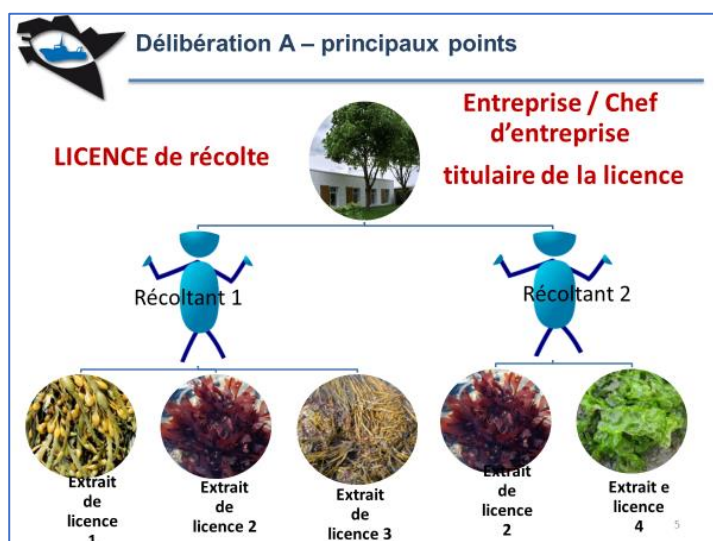 Délibération A – principaux points
LICENCE de récolte
Entreprise / Chef
d'entreprise
titulaire de la licence
Récoltant 1
Récoltant 2
Extrait
de
licence
1
Extrait
de
licence 2
Extrait
de
licence 3
Extrait
de
licence
2
Extrait e
licence
4
5